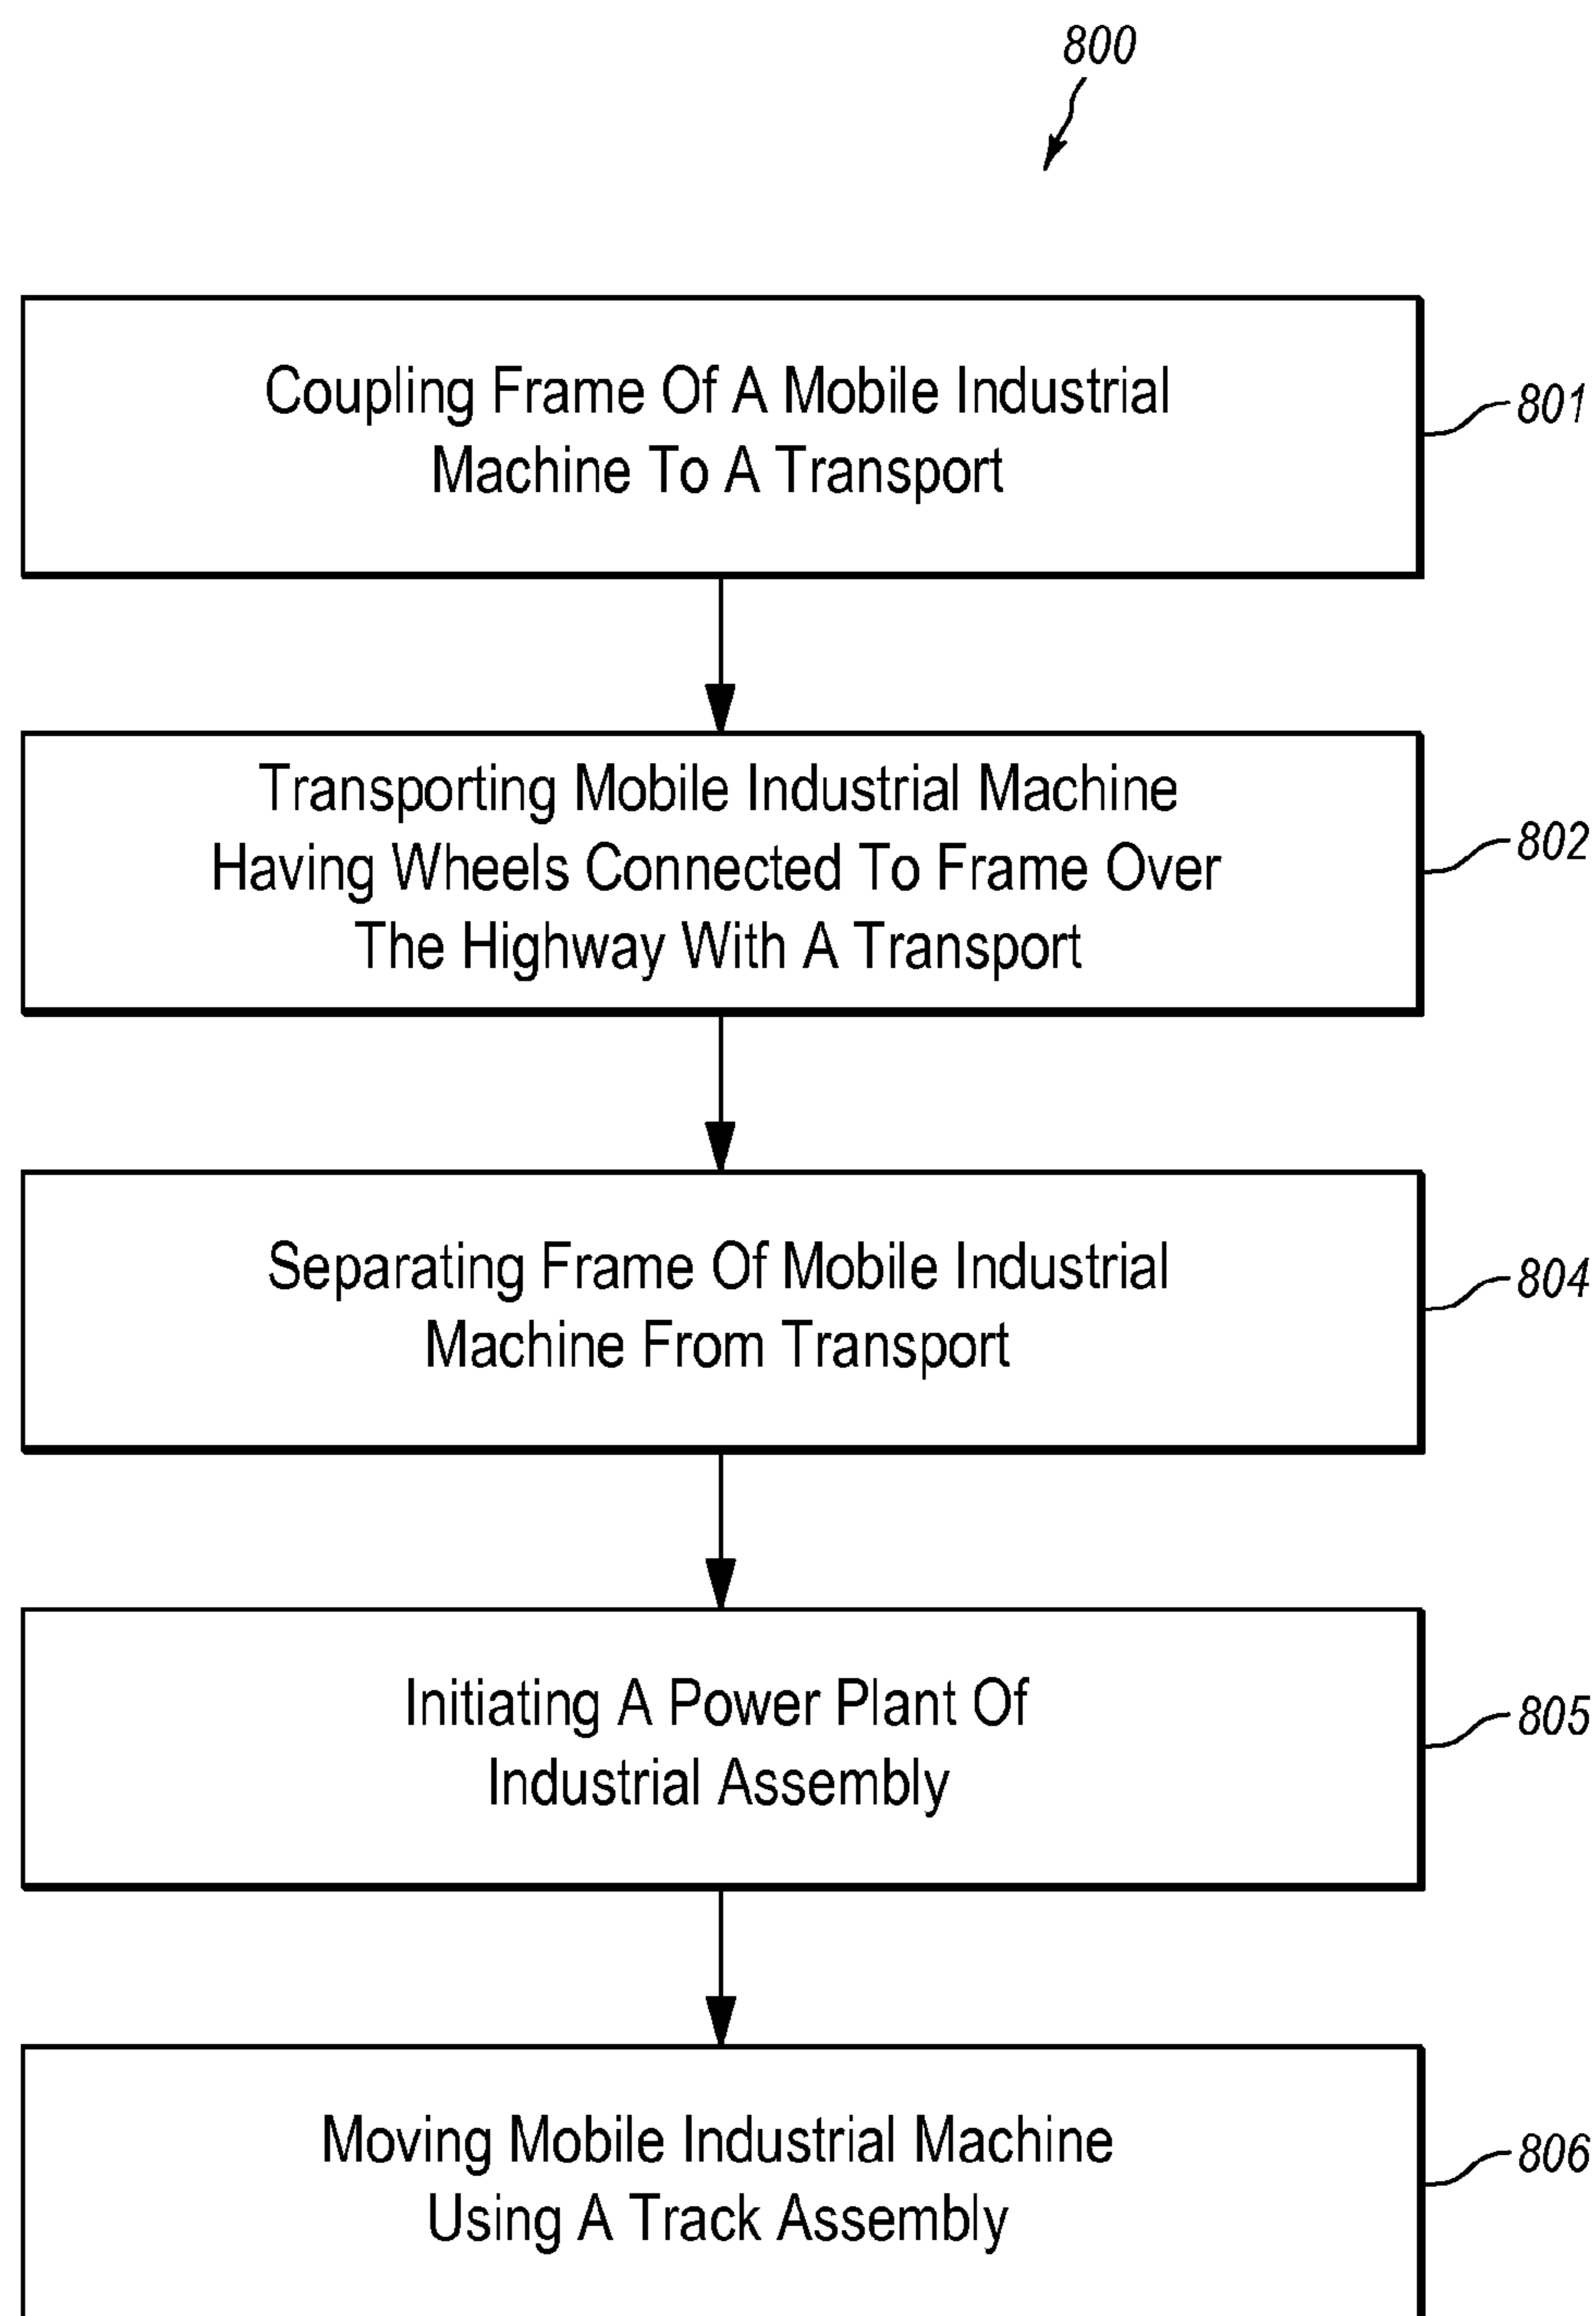 800
Coupling Frame Of A Mobile Industrial
Machine To A Transport
801
Transporting Mobile Industrial Machine
Having Wheels Connected To Frame Over
The Highway With A Transport
802
Separating Frame Of Mobile Industrial
Machine From Transport
804
Initiating A Power Plant Of
Industrial Assembly
805
Moving Mobile Industrial Machine
Using A Track Assembly
806